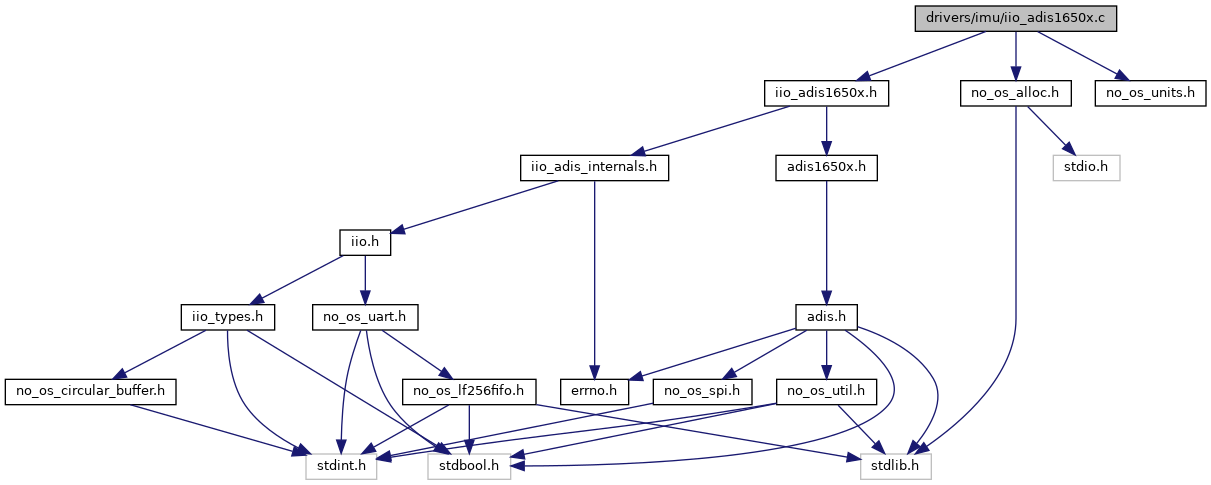 drivers/imu/iio_adis1650x.c
iio_adis1650x.h
no_os_alloc.h
no_os_units.h
iio_adis_internals.h
adis1650x.h
stdio.h
iio.h
iio_types.h
no_os_uart.h
adis.h
no_os_circular_buffer.h
no_os_lf256fifo.h
errno.h
no_os_spi.h
no_os_util.h
stdint.h
stdbool.h
stdlib.h